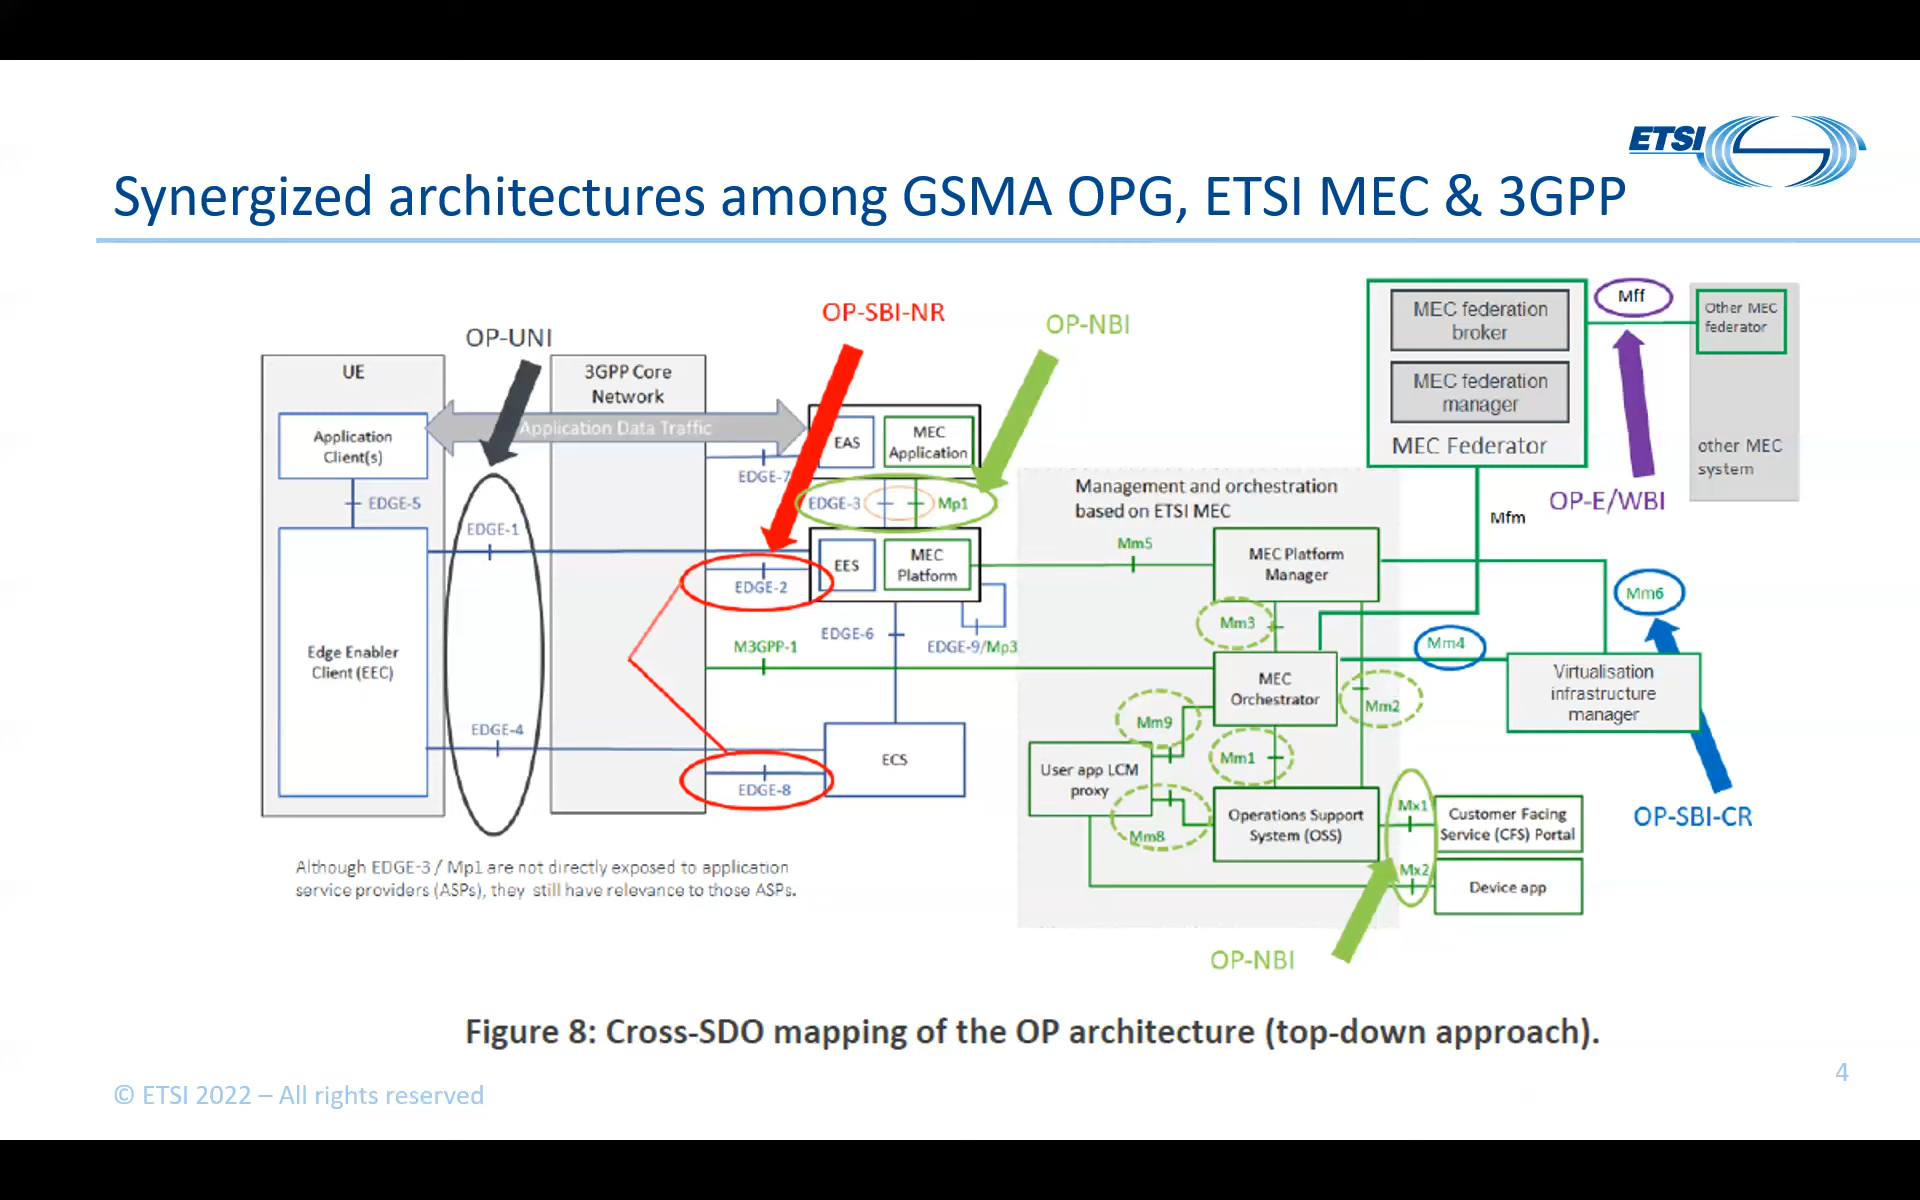 ETSI
Synergized architectures among GSMA OPG, ETSI MEC & 3GPP
OP-UNI
OP-SBI-NR
OP-NBI
UE
3GPP Core
Network
Application Data Traffic
Application
Client(s)
EDGE-5
EDGE-1
EDGE-7
EAS
MEC
Application
EDGE-3
Mp1
EES
MEC
Platform
EDGE-2
Edge Enabler
Client (EEC)
M3GPP-1
EDGE-6
EDGE-9/Mp3
EDGE-4
EDGE-8
ECS
Although EDGE-3 / Mp1 are not directly exposed to application
service providers (ASPs), they still have relevance to those ASPs.
Management and orchestration
based on ETSI MEC
Mm5
MEC Platform
Manager
Mm3
MEC
Orchestrator
Mm2
Mm9
Mm1
User app LCM
proxy
Mm8
Operations Support
System (OSS)
Mx1
Customer Facing
Service (CFS) Portal
Mx2
Device app
OP-NBI
MEC federation
broker
MEC federation
manager
MEC Federator
Mff
Other MEC
federator
other MEC
system
OP-E/WBI
Mfm
Mm6
Mm4
Virtualisation
infrastructure
manager
OP-SBI-CR
Figure 8: Cross-SDO mapping of the OP architecture (top-down approach).
© ETSI 2022 – All rights reserved
4